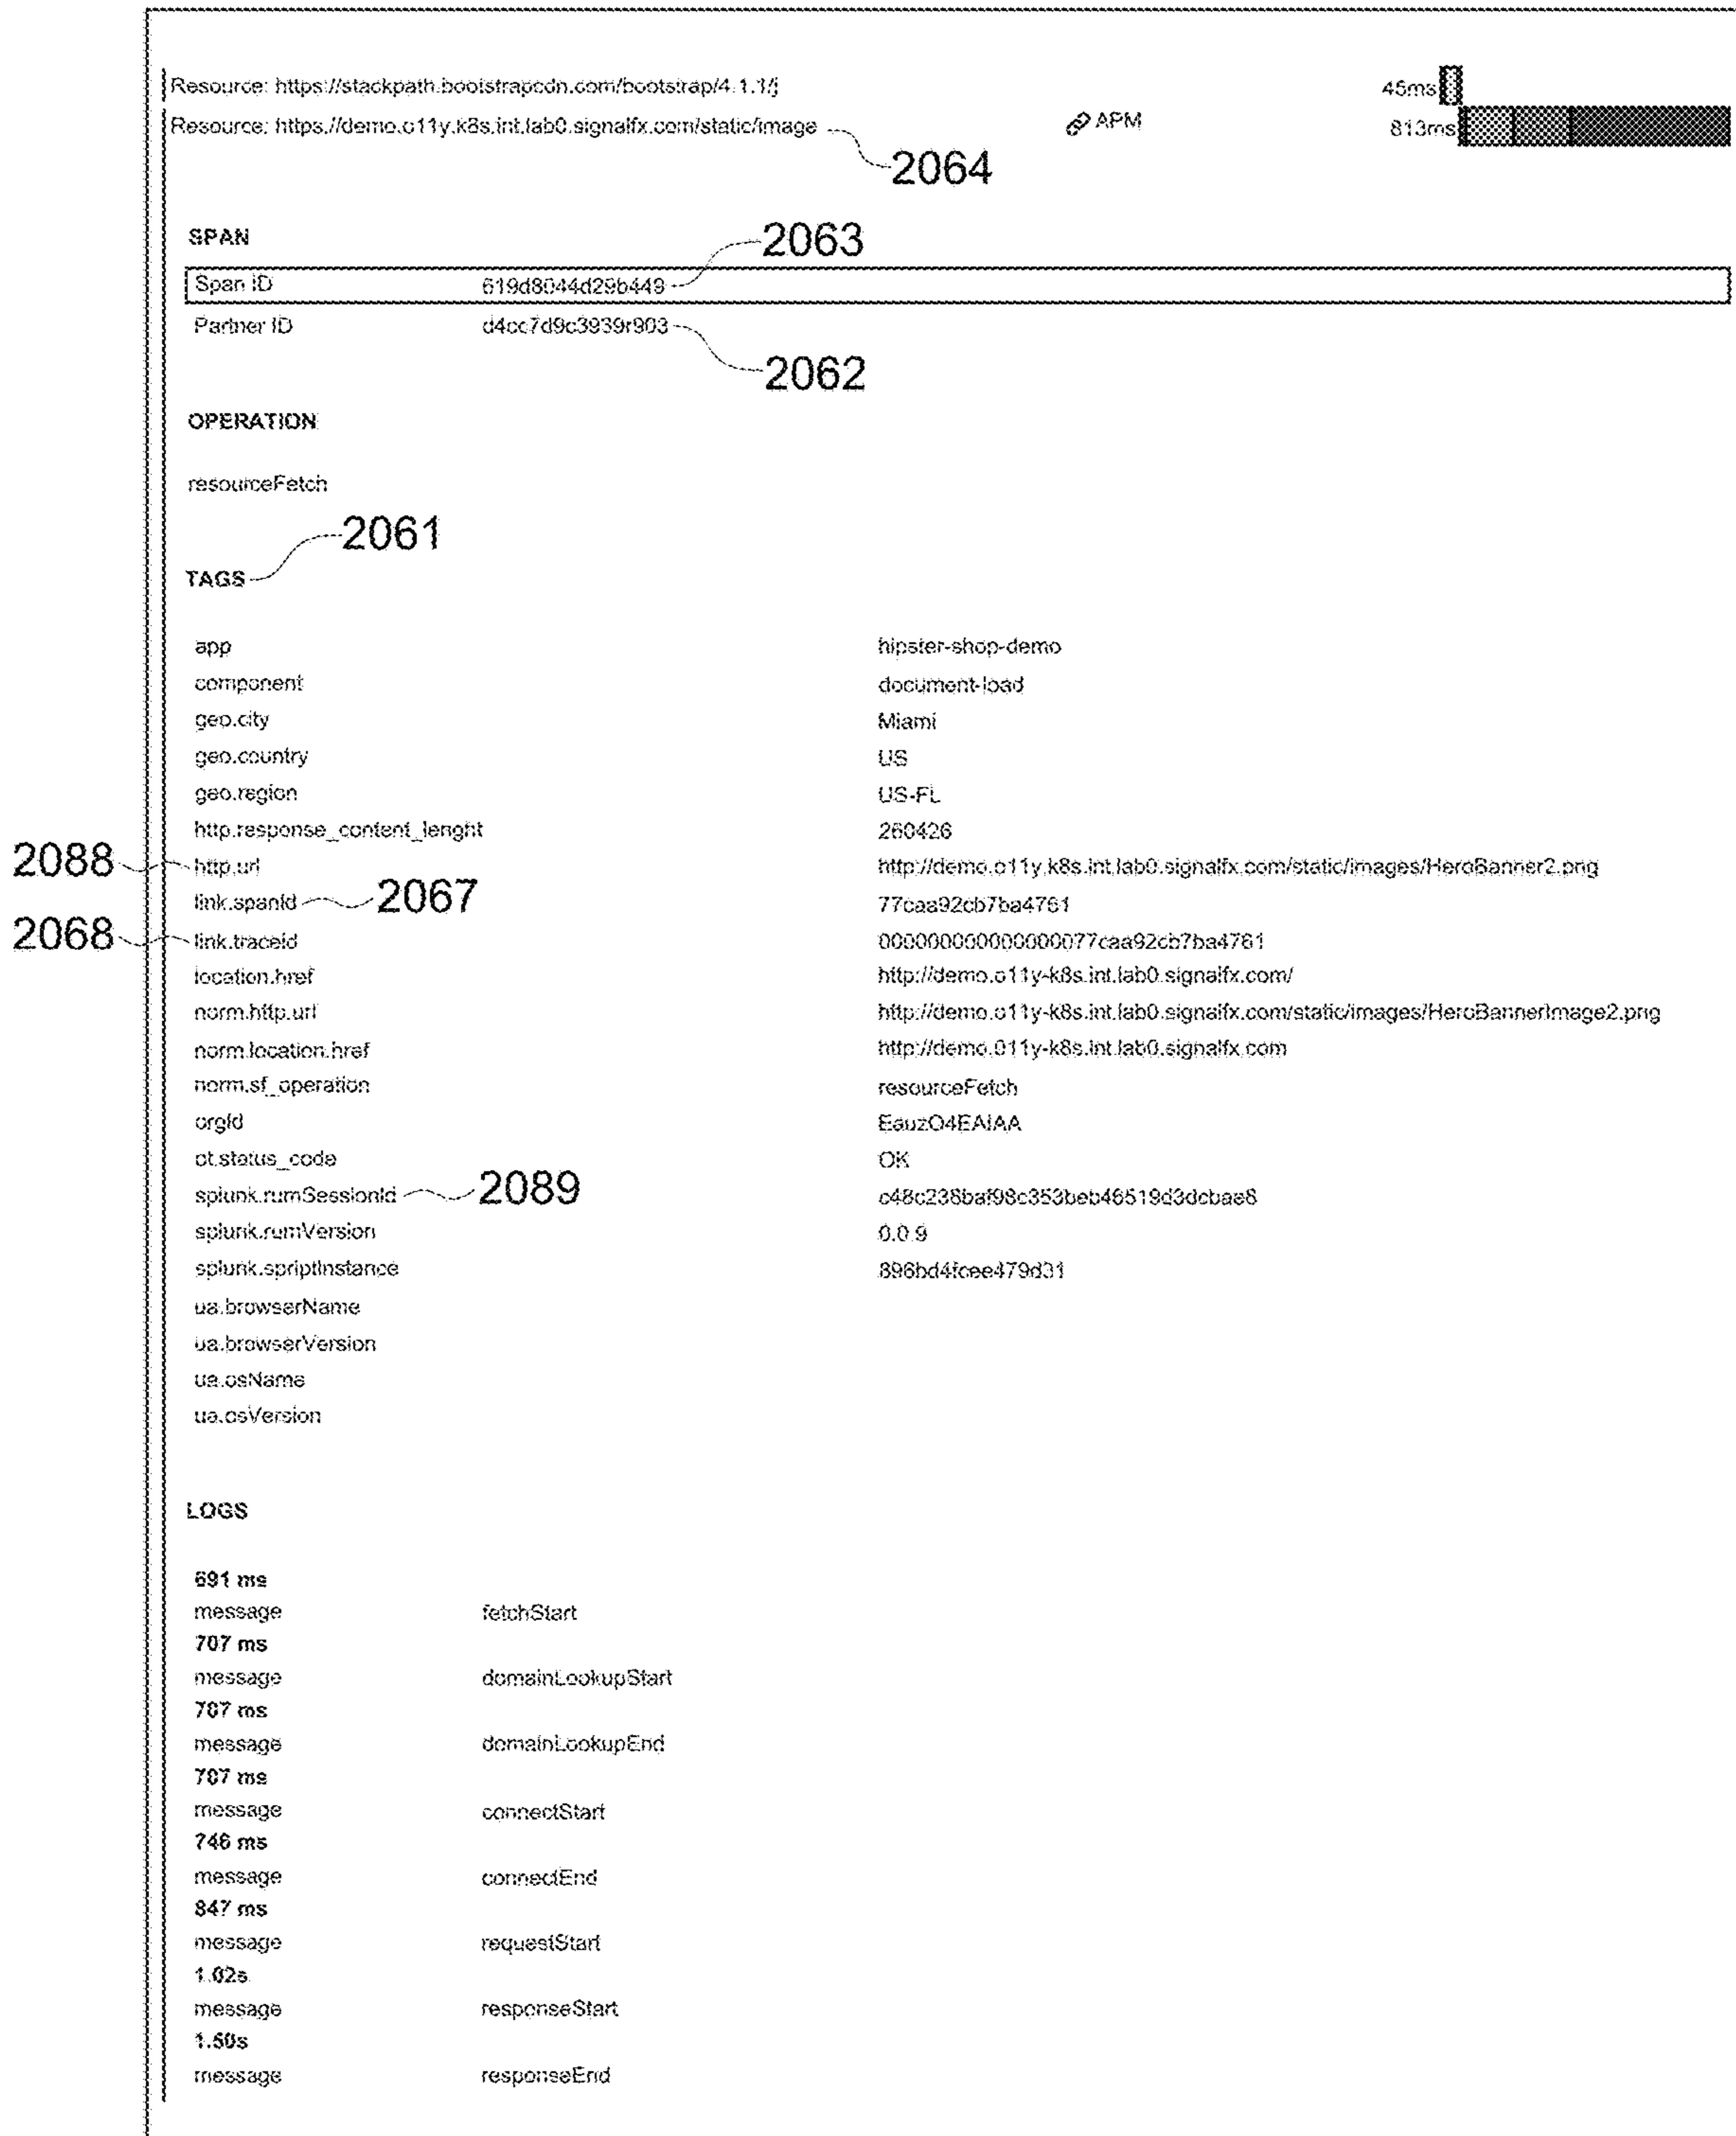 Resource: https://stackpath.bootstrapcdn.com/bootstrap/4.1.1/j 45ms
Resource: https://demo.o11y.k8s.int.lab0.signalfx.com/static/image APM 813ms
2064
SPAN
2063
Span ID 619d8044d29b449
Partner ID d4cc7d9c3939r903
2062
OPERATION
resourceFetch
2061
TAGS
app hipster-shop-demo
component document-load
geo.city Miami
geo.country US
geo.region US-FL
http.response_content_lenght 260426
2088 http.url http://demo.o11y.k8s.int.lab0.signalfx.com/static/images/HeroBanner2.png
link.spanId 2067 77caa92cb7ba4761
2068 link.traceId 000000000000000077caa92cb7ba4761
location.href http://demo.o11y-k8s.int.lab0.signalfx.com/
norm.http.url http://demo.o11y-k8s.int.lab0.signalfx.com/static/images/HeroBannerImage2.png
norm.location.href http://demo.011y-k8s.int.lab0.signalfx.com
norm.sf_operation resourceFetch
orgId EauzO4EAIAA
ot.status_code OK
splunk.rumSessionId 2089 c48c238baf98c353beb46519d3dcbae8
splunk.rumVersion 0.0.9
splunk.spriptInstance 896bd4fcee479d31
ua.browserName
ua.browserVersion
ua.osName
ua.osVersion
LOGS
691 ms
message fetchStart
707 ms
message domainLookupStart
707 ms
message domainLookupEnd
707 ms
message connectStart
746 ms
message connectEnd
847 ms
message requestStart
1.02s
message responseStart
1.50s
message responseEnd